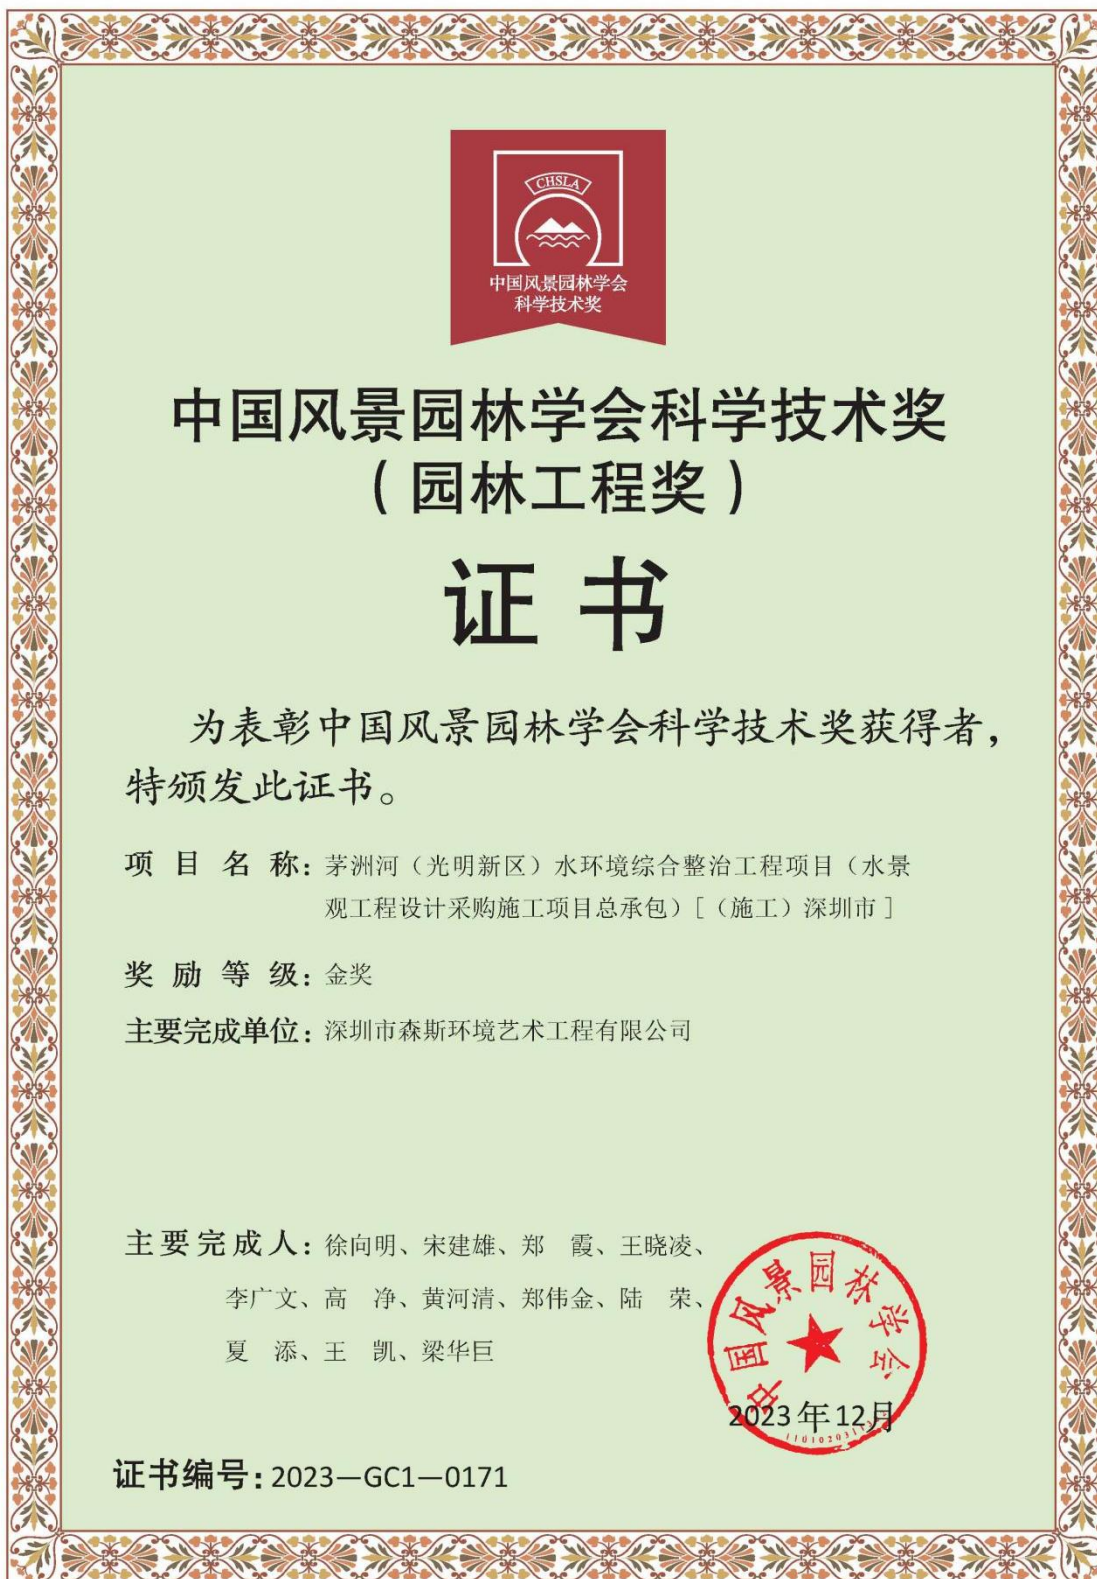 CHSLA
中国风景园林学会
科学技术奖
中国风景园林学会科学技术奖
（园林工程奖）
证 书
为表彰中国风景园林学会科学技术奖获得者，
特颁发此证书。
项 目 名 称：茅洲河（光明新区）水环境综合整治工程项目（水景
观工程设计采购施工项目总承包）[（施工）深圳市 ]
奖 励 等 级：金奖
主要完成单位：深圳市森斯环境艺术工程有限公司
主要完成人：徐向明、宋建雄、郑　霞、王晓凌、
李广文、高　净、黄河清、郑伟金、陆　荣、
夏　添、王　凯、梁华巨
中国风景园林学会
2023年12月
证书编号：2023—GC1—0171